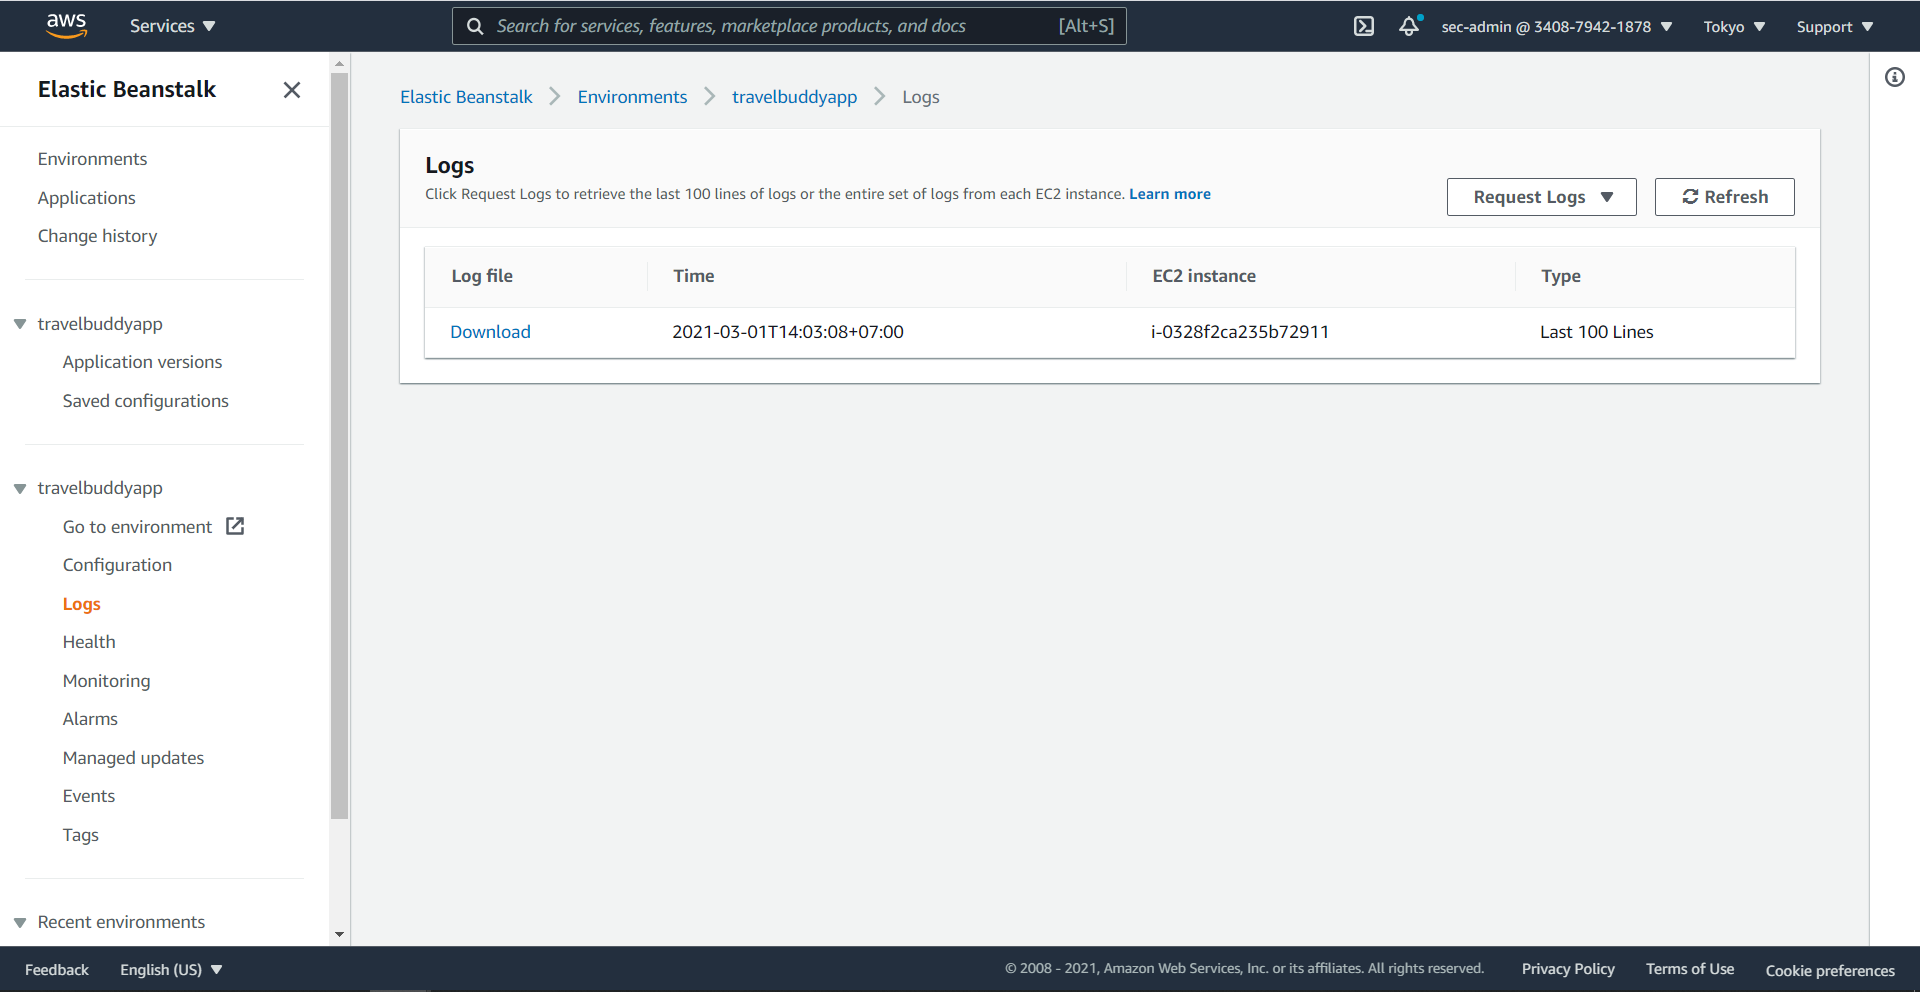 aws
Services
Search for services, features, marketplace products, and docs
[Alt+S]
sec-admin @ 3408-7942-1878
Tokyo
Support
Elastic Beanstalk
Environments
Applications
Change history
travelbuddyapp
Application versions
Saved configurations
travelbuddyapp
Go to environment
Configuration
Logs
Health
Monitoring
Alarms
Managed updates
Events
Tags
Recent environments
Elastic Beanstalk
Environments
travelbuddyapp
Logs
Logs
Click Request Logs to retrieve the last 100 lines of logs or the entire set of logs from each EC2 instance. Learn more
Request Logs
Refresh
Log file
Time
EC2 instance
Type
Download
2021-03-01T14:03:08+07:00
i-0328f2ca235b72911
Last 100 Lines
Feedback
English (US)
© 2008 - 2021, Amazon Web Services, Inc. or its affiliates. All rights reserved.
Privacy Policy
Terms of Use
Cookie preferences